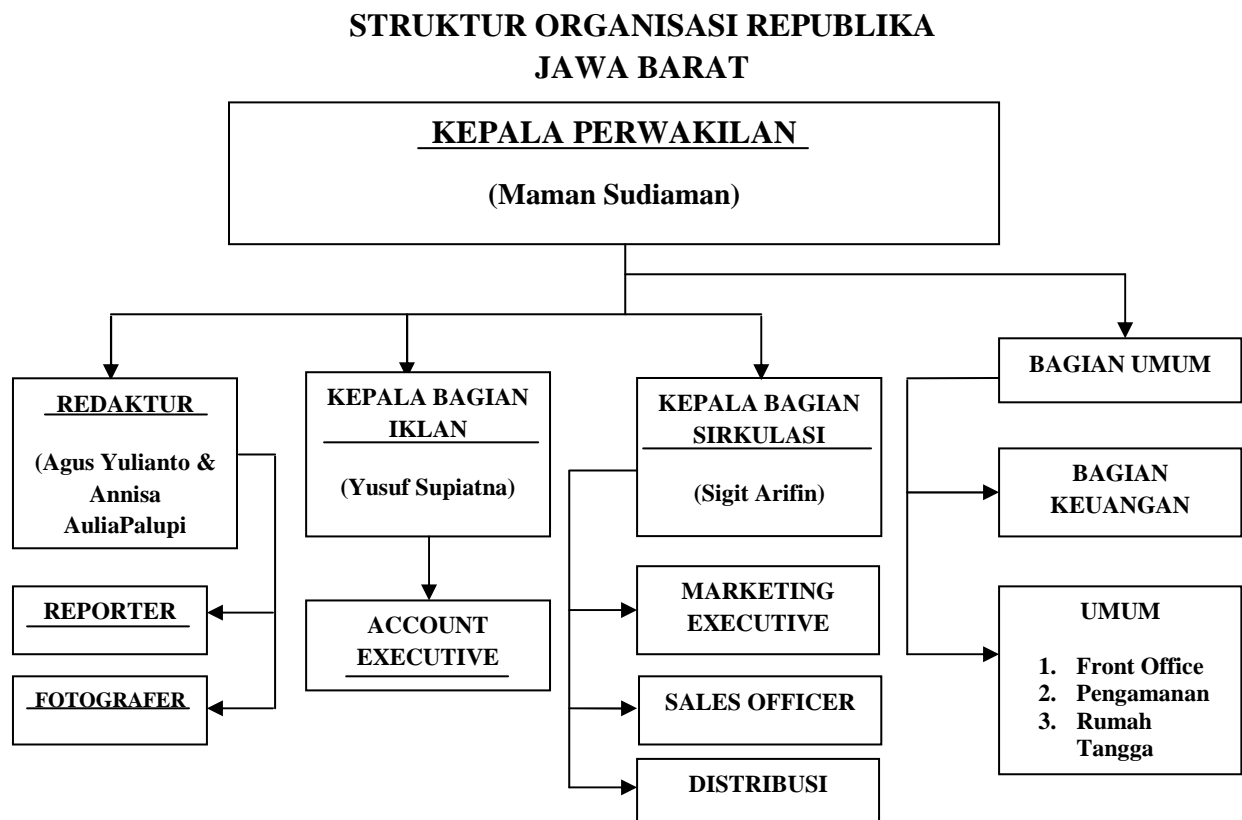 STRUKTUR ORGANISASI REPUBLIKA
JAWA BARAT
KEPALA PERWAKILAN
(Maman Sudiaman)
REDAKTUR
(Agus Yulianto &
Annisa
AuliaPalupi
REPORTER
FOTOGRAFER
KEPALA BAGIAN
IKLAN
(Yusuf Supiatna)
ACCOUNT
EXECUTIVE
KEPALA BAGIAN
SIRKULASI
(Sigit Arifin)
MARKETING
EXECUTIVE
SALES OFFICER
DISTRIBUSI
BAGIAN UMUM
BAGIAN
KEUANGAN
UMUM
1. Front Office
2. Pengamanan
3. Rumah
Tangga